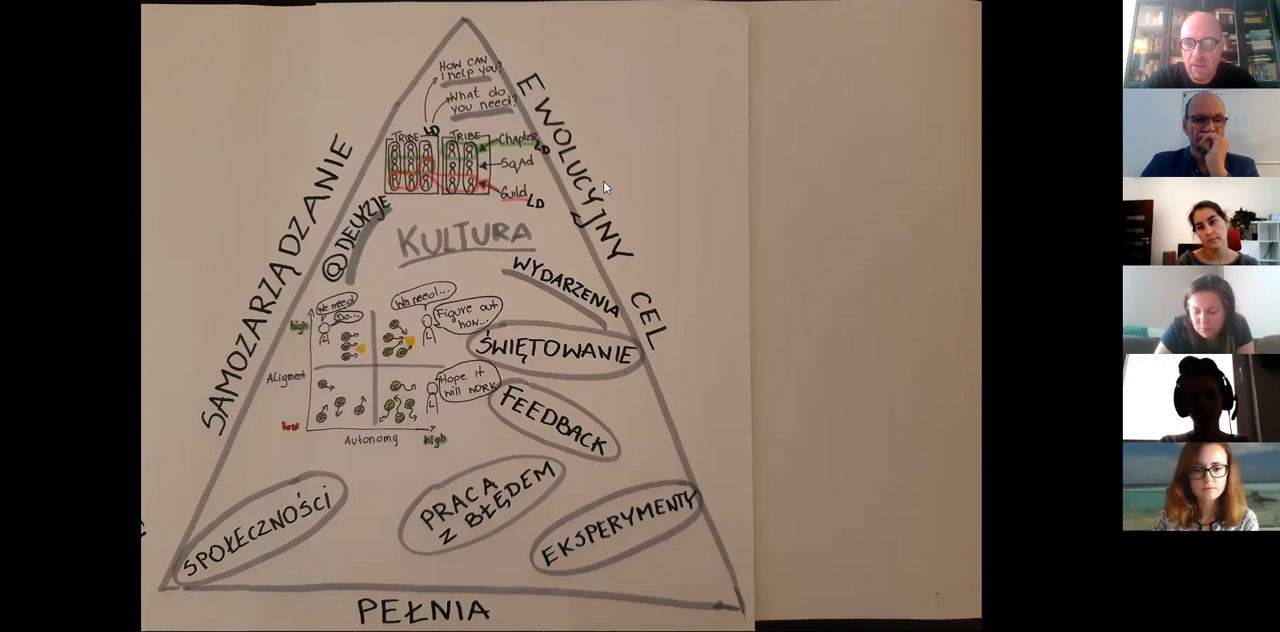 HOW CAN
I help you?
What do
you need?
LD
TRIBE
TRIBE
Chapter
LD
SQAd
Guild
LD
SAMOZARZĄDZANIE
EWOLUCYJNY CEL
@DECYZJE
KULTURA
WYDARZENIA
We need
Do...
We need...
Figure out
how...
high
ŚWIĘTOWANIE
Aligment
Hope it
will work
FEEDBACK
low
Autonomy
high
SPOŁECZNOŚCI
PRACA
Z BŁĘDEM
EKSPERYMENTY
PEŁNIA